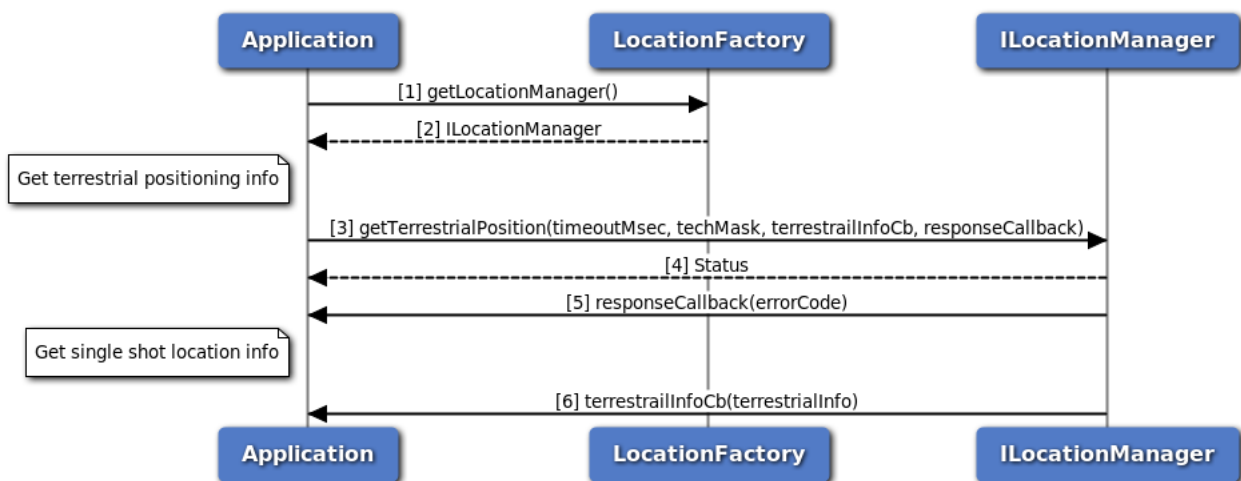 Application
LocationFactory
ILocationManager
[1] getLocationManager()
[2] ILocationManager
Get terrestrial positioning info
[3] getTerrestrialPosition(timeoutMsec, techMask, terrestrailInfoCb, responseCallback)
[4] Status
[5] responseCallback(errorCode)
Get single shot location info
[6] terrestrailInfoCb(terrestrialInfo)
Application
LocationFactory
ILocationManager